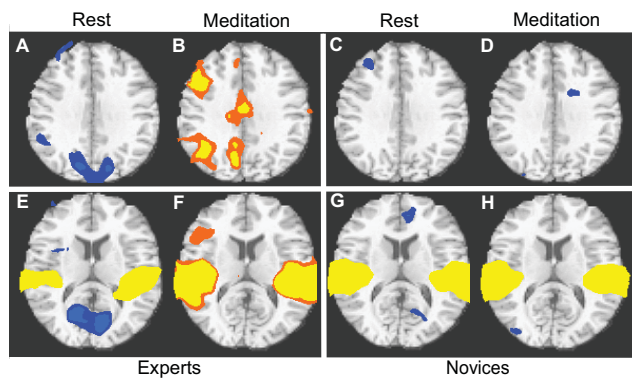 Rest Meditation Rest Meditation
A B C D
E F G H
Experts Novices